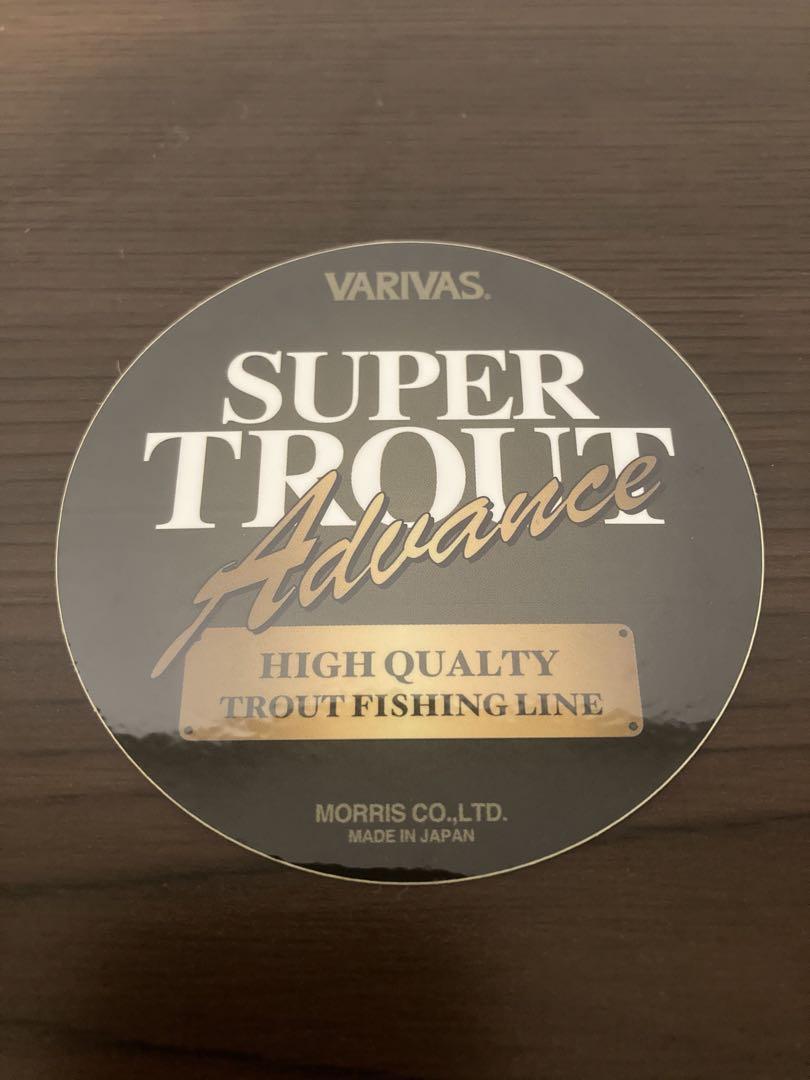 VARIVAS®
SUPER
TROUT
Advance
HIGH QUALTY
TROUT FISHING LINE
MORRIS CO.,LTD.
MADE IN JAPAN